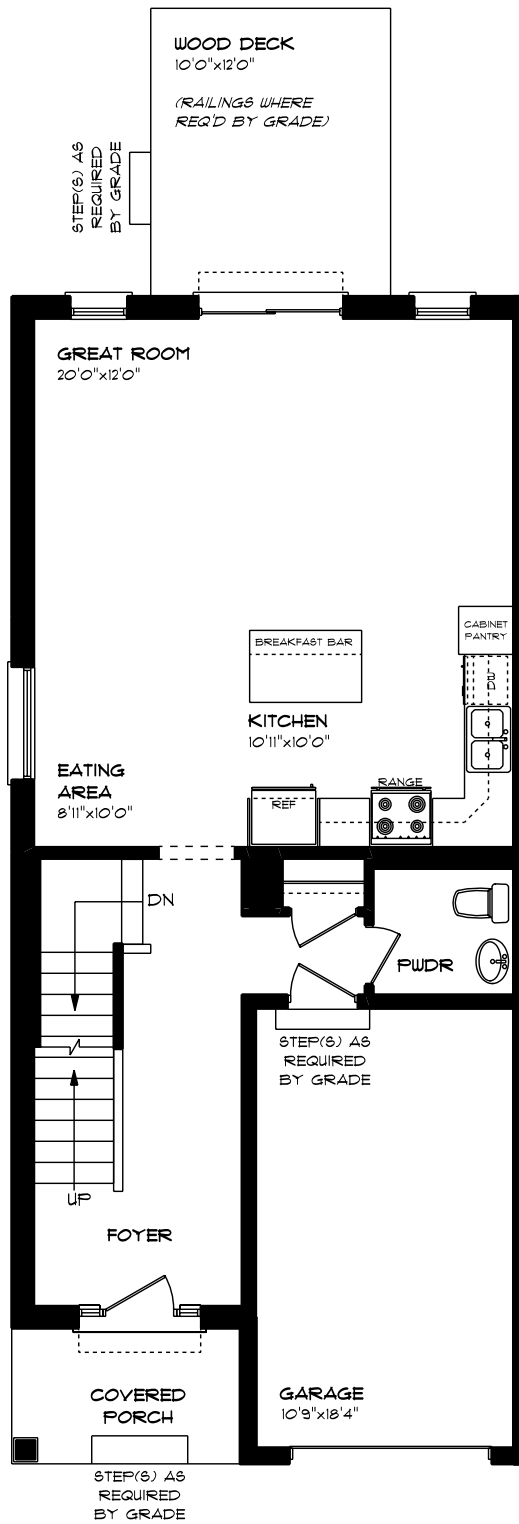 WOOD DECK
10'0"x12'0"
(RAILINGS WHERE
REQ'D BY GRADE)
STEP(S) AS
REQUIRED
BY GRADE
GREAT ROOM
20'0"x12'0"
CABINET
PANTRY
BREAKFAST BAR
KITCHEN
10'11"x10'0"
EATING
AREA
8'11"x10'0"
RANGE
REF
DN
PWDR
STEP(S) AS
REQUIRED
BY GRADE
UP
FOYER
COVERED
PORCH
GARAGE
10'9"x18'4"
STEP(S) AS
REQUIRED
BY GRADE